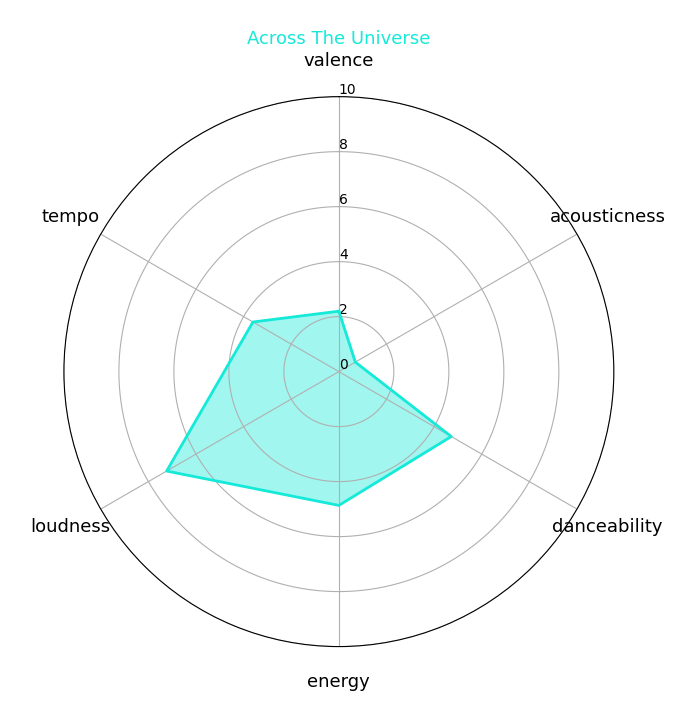 Across The Universe
valence
10
8
6
4
2
0
tempo
acousticness
loudness
danceability
energy